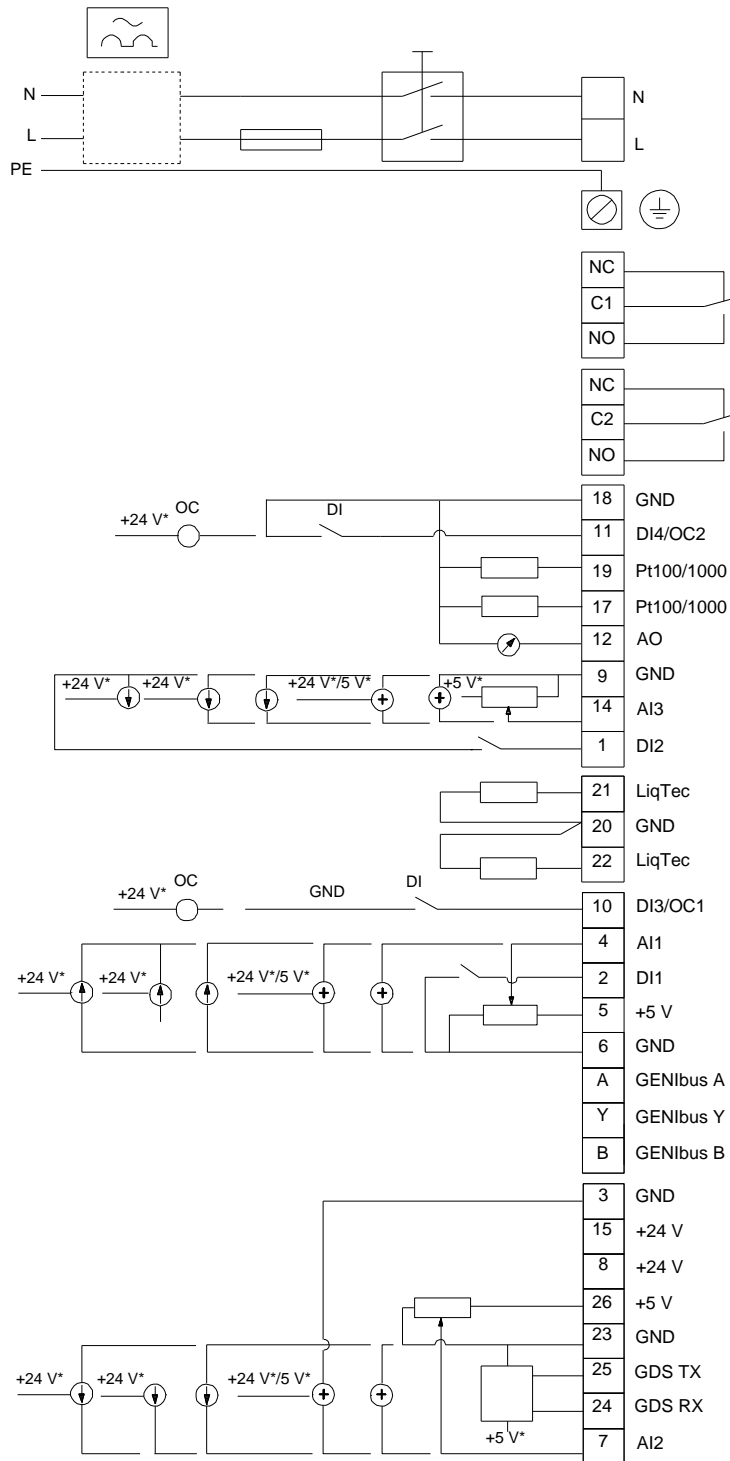 N N
L L
PE
NC
C1
NO
NC
C2
NO
18 GND
+24 V* OC DI 11 DI4/OC2
19 Pt100/1000
17 Pt100/1000
12 AO
9 GND
+24 V* +24 V* +24 V*/5 V* +5 V*
14 AI3
1 DI2
21 LiqTec
20 GND
22 LiqTec
+24 V* OC GND DI 10 DI3/OC1
4 AI1
+24 V* +24 V* +24 V*/5 V* 2 DI1
5 +5 V
6 GND
A GENIbus A
Y GENIbus Y
B GENIbus B
3 GND
15 +24 V
8 +24 V
26 +5 V
23 GND
+24 V* +24 V* +24 V*/5 V* 25 GDS TX
24 GDS RX
+5 V* 7 AI2